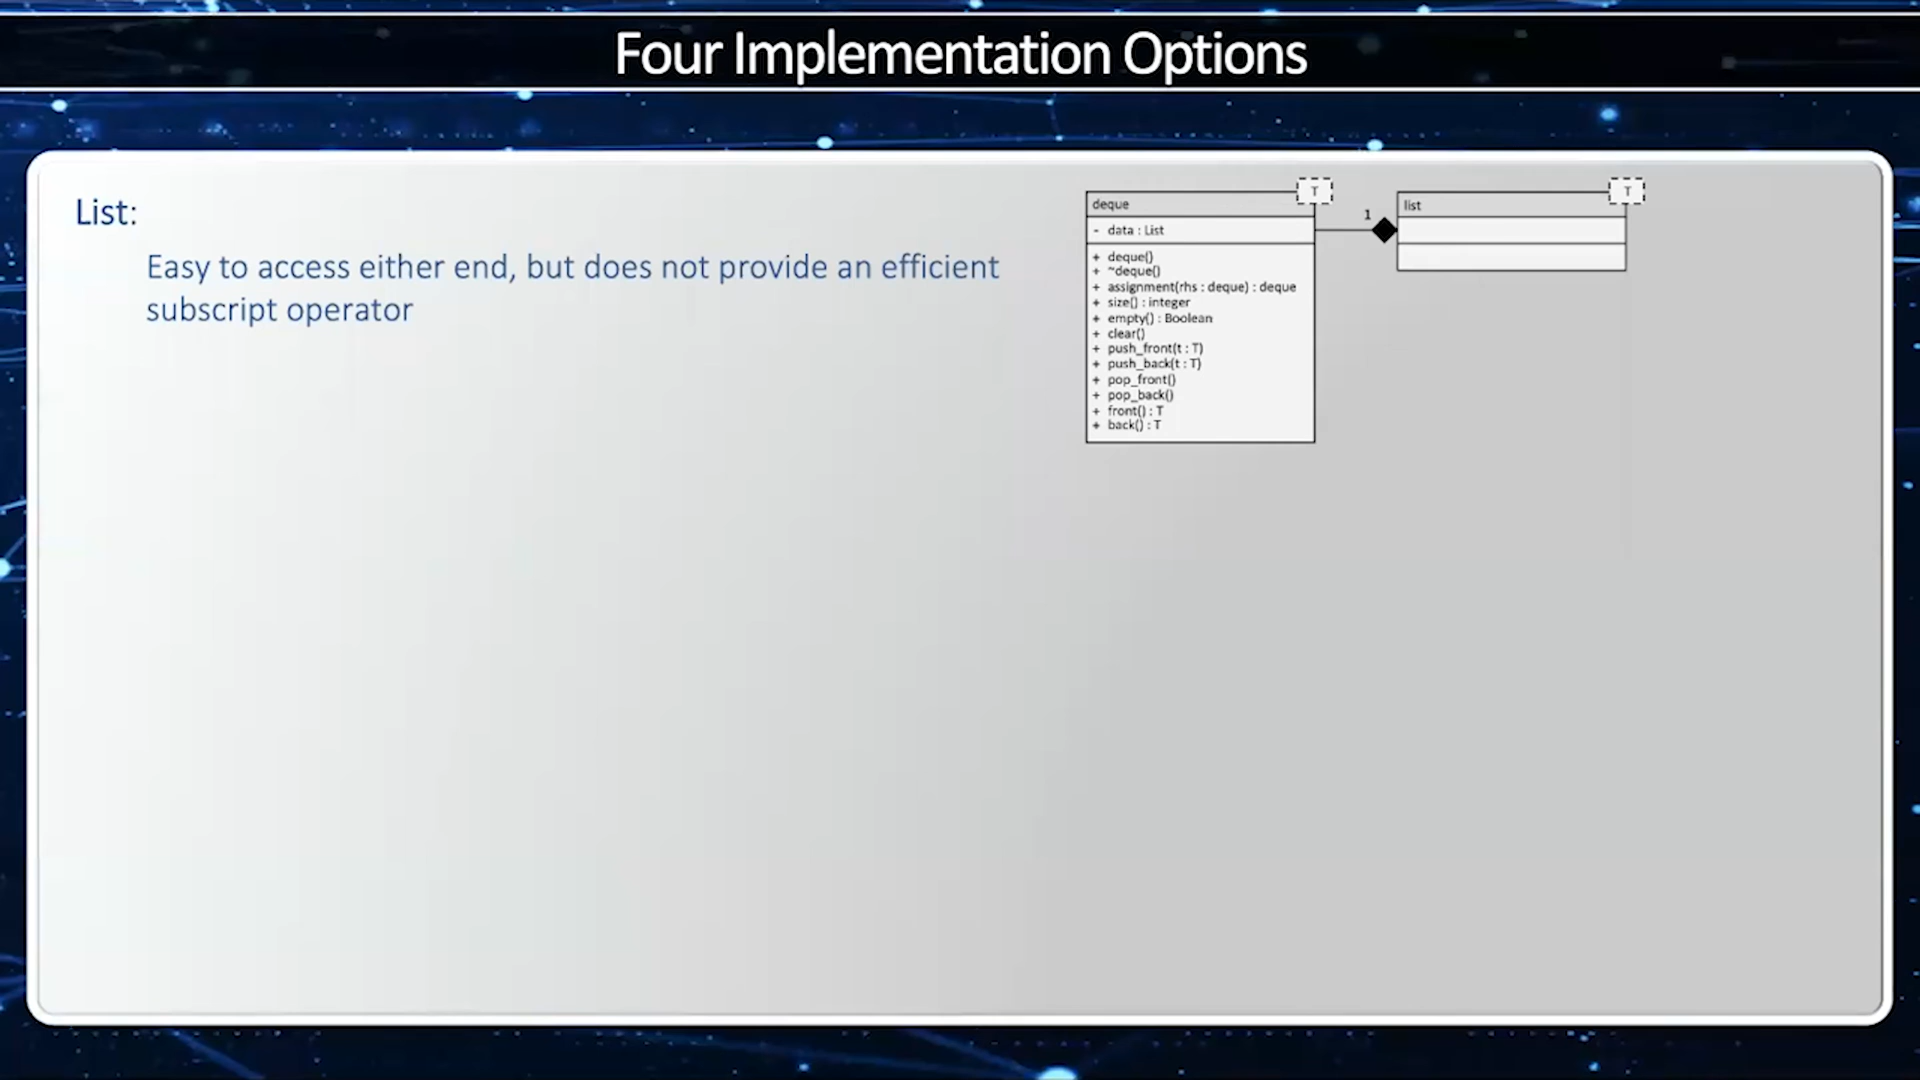 Four Implementation Options
List:
Easy to access either end, but does not provide an efficient
subscript operator
T
deque
- data : List
+ deque()
+ ~deque()
+ assignment(rhs : deque) : deque
+ size() : integer
+ empty() : Boolean
+ clear()
+ push_front(t : T)
+ push_back(t : T)
+ pop_front()
+ pop_back()
+ front() : T
+ back() : T
1
T
list